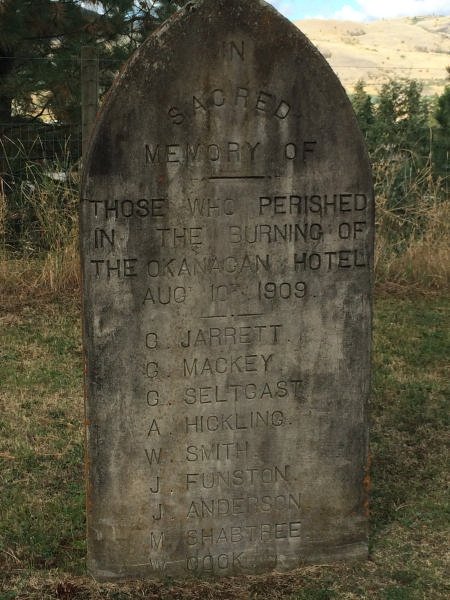 IN
SACRED
MEMORY OF
THOSE WHO PERISHED
IN THE BURNING OF
THE OKANAGAN HOTEL
AUG 10TH 1909.
G. JARRETT.
G. MACKEY.
G. SELTGAST
A. HICKLING.
W. SMITH.
J. FUNSTON.
J. ANDERSON
M. SHABTREE.
W. COOK.